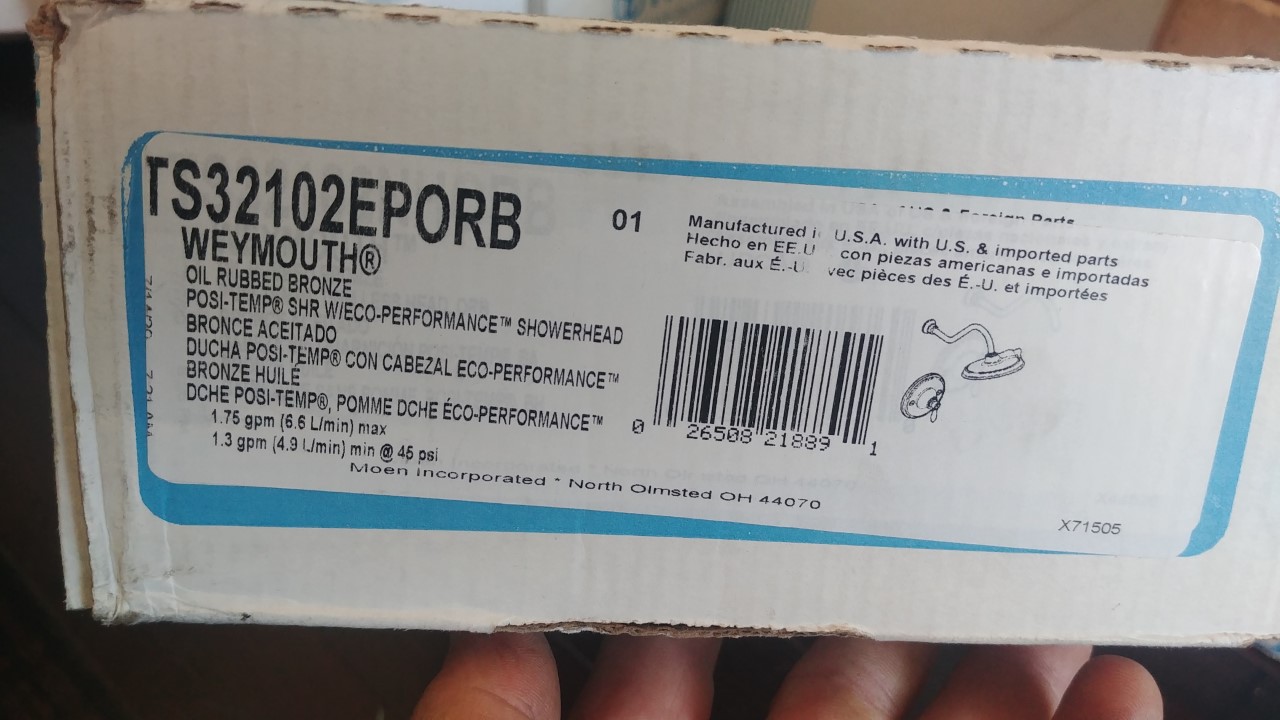 TS32102EPORB
WEYMOUTH®
OIL RUBBED BRONZE
POSI-TEMP® SHR W/ECO-PERFORMANCE™ SHOWERHEAD
BRONCE ACEITADO
DUCHA POSI-TEMP® CON CABEZAL ECO-PERFORMANCE™
BRONZE HUILÉ
DCHE POSI-TEMP®, POMME DCHE ÉCO-PERFORMANCE™
1.75 gpm (6.6 L/min) max
1.3 gpm (4.9 L/min) min @ 45 psi
Moen Incorporated * North Olmsted OH 44070
01
& Foreign Parts
Manufactured i U.S.A. with U.S. & imported parts
Hecho en EE.U con piezas americanas e importadas
Fabr. aux É.-U. vec pièces des É.-U. et importées
0 26508 21889 1
X71505